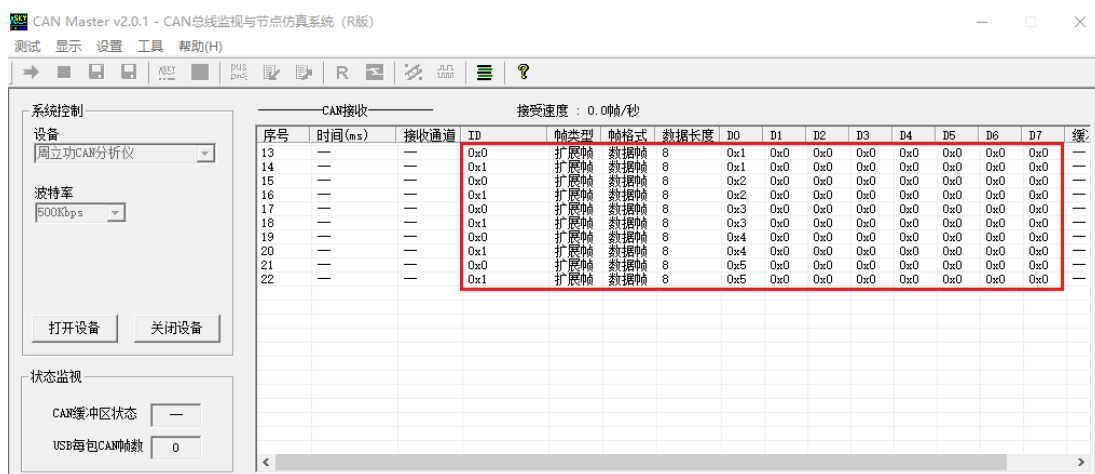 CAN Master v2.0.1 - CAN总线监视与节点仿真系统（R版）
测试 显示 设置 工具 帮助(H)
R
系统控制
设备
周立功CAN分析仪
波特率
500Kbps
打开设备 关闭设备
状态监视
CAN缓冲区状态 —
USB每包CAN帧数 0
CAN接收 接受速度 : 0.0帧/秒
序号 时间(ms) 接收通道 ID 帧类型 帧格式 数据长度 D0 D1 D2 D3 D4 D5 D6 D7
13 — — 0x0 扩展帧 数据帧 8 0x1 0x0 0x0 0x0 0x0 0x0 0x0 0x0 —
14 — — 0x1 扩展帧 数据帧 8 0x1 0x0 0x0 0x0 0x0 0x0 0x0 0x0 —
15 — — 0x0 扩展帧 数据帧 8 0x2 0x0 0x0 0x0 0x0 0x0 0x0 0x0 —
16 — — 0x1 扩展帧 数据帧 8 0x2 0x0 0x0 0x0 0x0 0x0 0x0 0x0 —
17 — — 0x0 扩展帧 数据帧 8 0x3 0x0 0x0 0x0 0x0 0x0 0x0 0x0 —
18 — — 0x1 扩展帧 数据帧 8 0x3 0x0 0x0 0x0 0x0 0x0 0x0 0x0 —
19 — — 0x0 扩展帧 数据帧 8 0x4 0x0 0x0 0x0 0x0 0x0 0x0 0x0 —
20 — — 0x1 扩展帧 数据帧 8 0x4 0x0 0x0 0x0 0x0 0x0 0x0 0x0 —
21 — — 0x0 扩展帧 数据帧 8 0x5 0x0 0x0 0x0 0x0 0x0 0x0 0x0 —
22 — — 0x1 扩展帧 数据帧 8 0x5 0x0 0x0 0x0 0x0 0x0 0x0 0x0 —